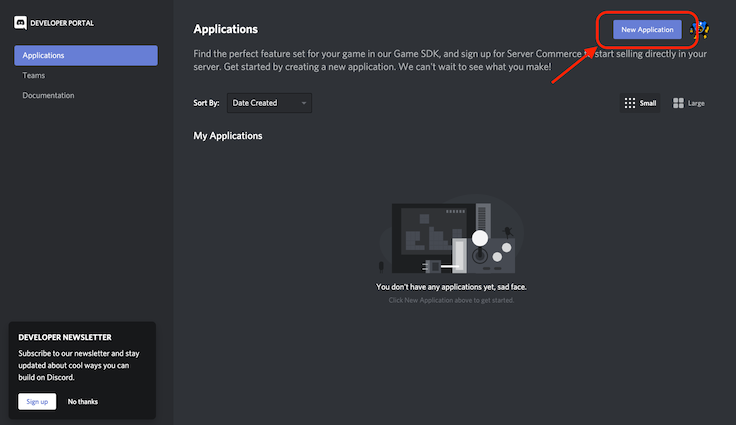 DEVELOPER PORTAL
Applications
Teams
Documentation
Applications
New Application
Find the perfect feature set for your game in our Game SDK, and sign up for Server Commerce to start selling directly in your
server. Get started by creating a new application. We can't wait to see what you make!
Sort By:
Date Created
Small
Large
My Applications
You don't have any applications yet, sad face.
Click New Application above to get started.
DEVELOPER NEWSLETTER
Subscribe to our newsletter and stay
updated about cool ways you can
build on Discord.
Sign up
No thanks